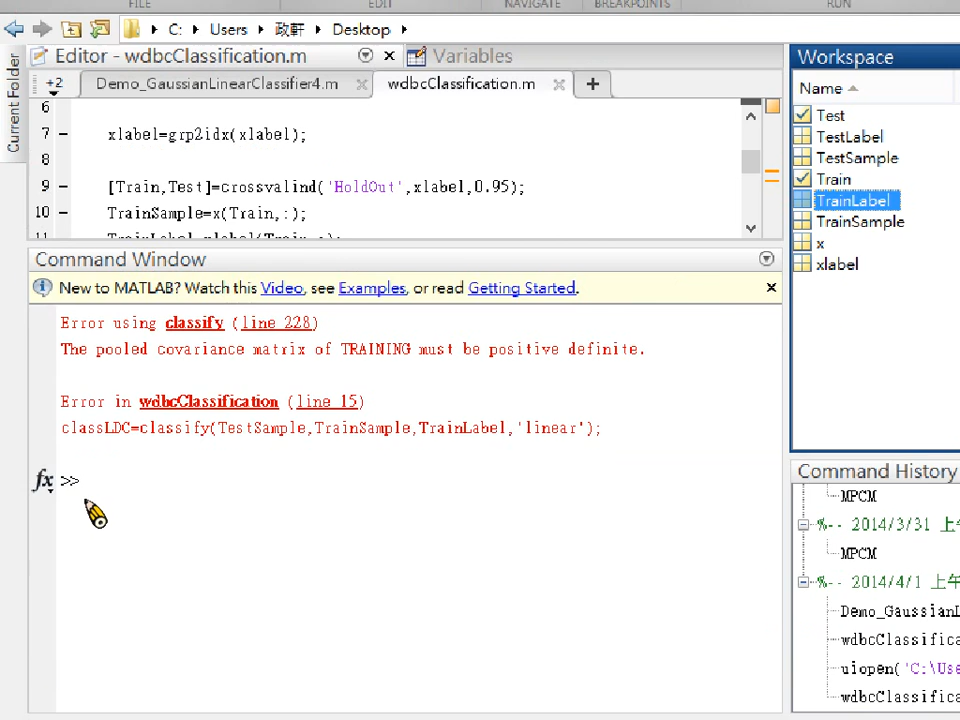 FILE EDIT NAVIGATE BREAKPOINTS RUN
C: Users 政軒 Desktop
Current Folder
Editor - wdbcClassification.m
Variables
+2 Demo_GaussianLinearClassifier4.m wdbcClassification.m
6
7 – xlabel=grp2idx(xlabel);
8
9 – [Train,Test]=crossvalind('HoldOut',xlabel,0.95);
10 – TrainSample=x(Train,:);
11 TrainLabel=xlabel(Train,:);
Command Window
New to MATLAB? Watch this Video, see Examples, or read Getting Started.
Error using classify (line 228)
The pooled covariance matrix of TRAINING must be positive definite.
Error in wdbcClassification (line 15)
classLDC=classify(TestSample,TrainSample,TrainLabel,'linear');
fx >>
Workspace
Name
Test
TestLabel
TestSample
Train
TrainLabel
TrainSample
x
xlabel
Command History
MPCM
%-- 2014/3/31 上
MPCM
%-- 2014/4/1 上午
Demo_GaussianL
wdbcClassifica
uiopen('C:\Use
wdbcClassifica